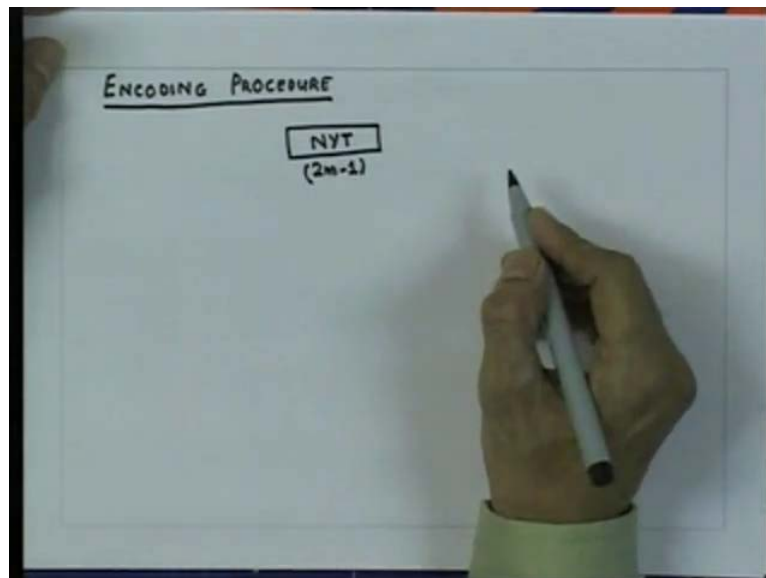 ENCODING PROCEDURE
NYT
(2m-1)